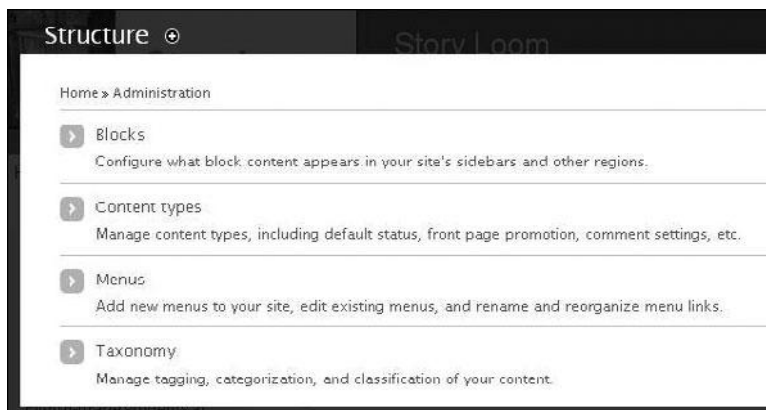 Structure
Story Loom
Home » Administration
Blocks
Configure what block content appears in your site's sidebars and other regions.
Content types
Manage content types, including default status, front page promotion, comment settings, etc.
Menus
Add new menus to your site, edit existing menus, and rename and reorganize menu links.
Taxonomy
Manage tagging, categorization, and classification of your content.